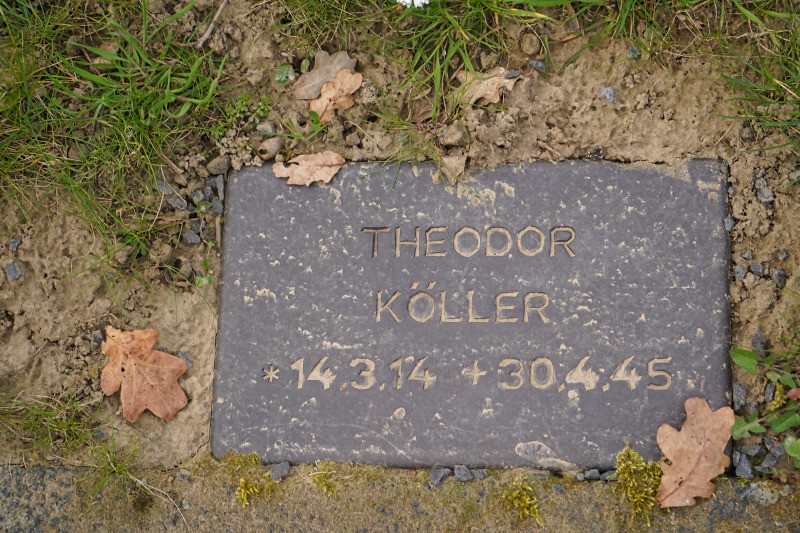 THEODOR
KÖLLER
* 14.3.14 + 30.4.45